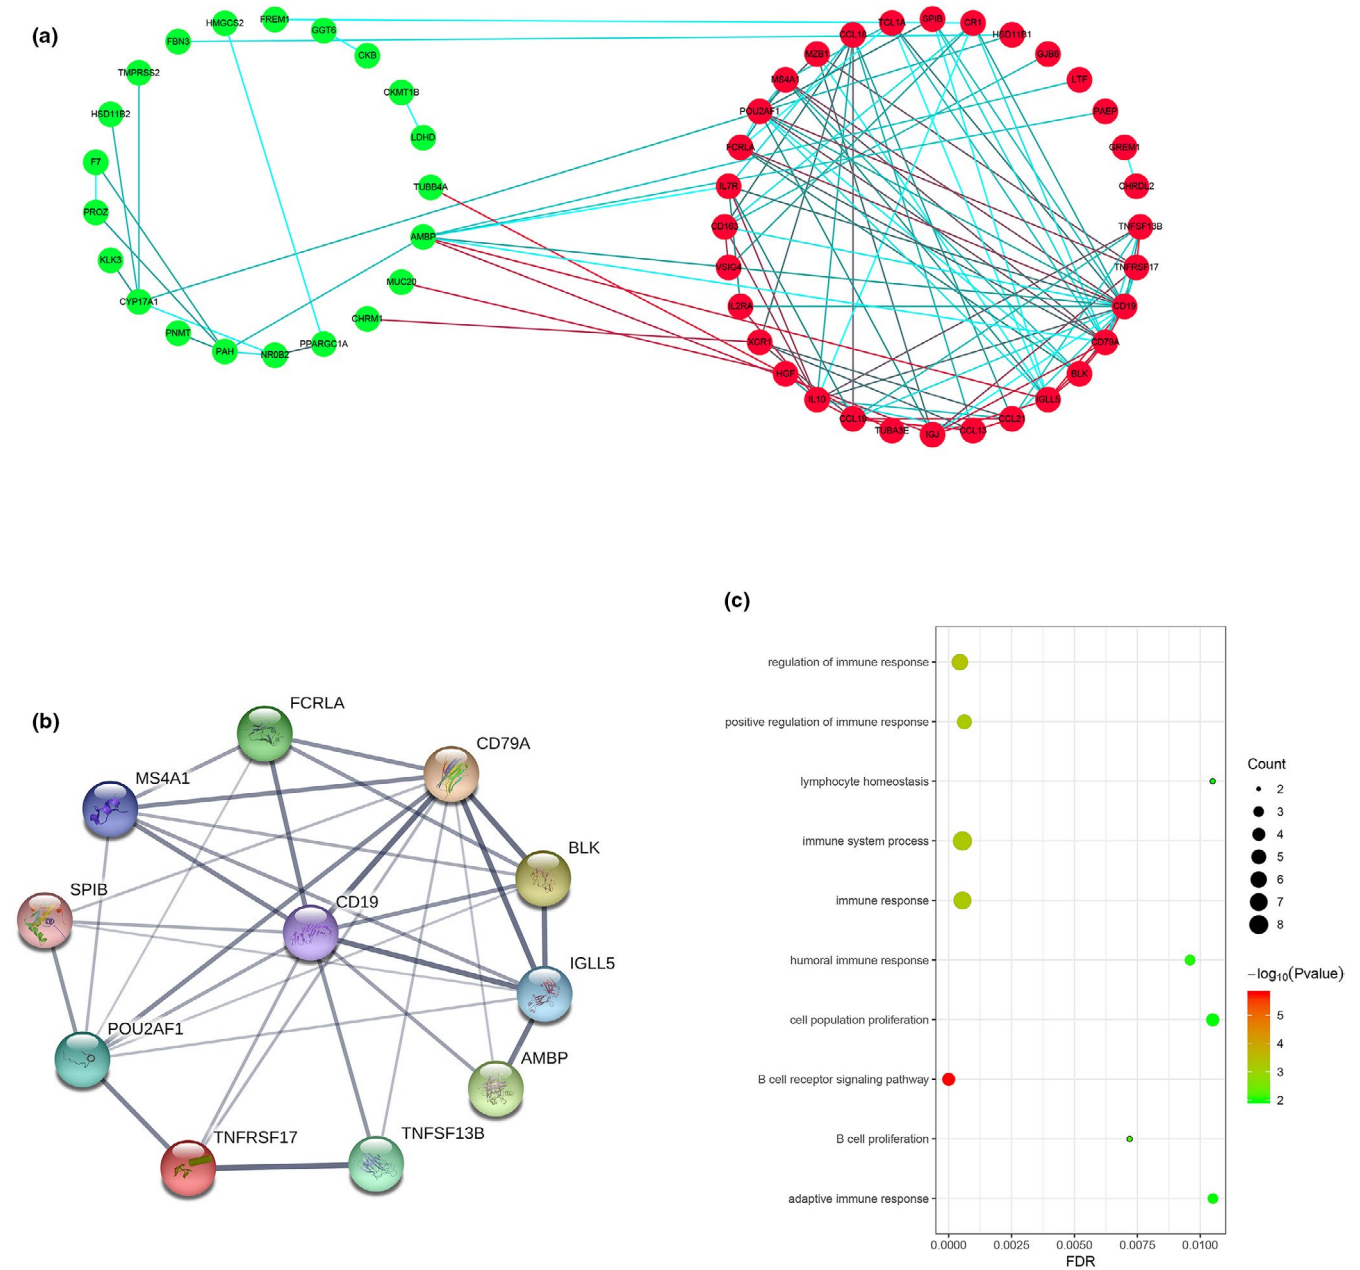 (a)
HMGCS2
FREM1
GGT6
FBN3
CKB
TMPRSS2
CKMT1B
HSD11B2
LDHD
F7
TUBB4A
PROZ
AMBP
KLK3
MUC20
CYP17A1
CHRM1
PNMT
PAH
NR0B2
PPARGC1A
CCL18
TCL1A
SPIB
CR1
HSD11B1
MZB1
GJB6
MS4A1
LTF
POU2AF1
PAEP
FCRLA
GREM1
IL7R
CHRDL2
CD163
TNFSF13B
VSIG4
TNFRSF17
IL2RA
CD19
XCR1
CD79A
HGF
BLK
IL10
IGLL5
CCL21
TUBA3E
IGJ
CCL13
(b)
FCRLA
CD79A
MS4A1
BLK
SPIB
CD19
IGLL5
POU2AF1
AMBP
TNFRSF17
TNFSF13B
(c)
regulation of immune response
positive regulation of immune response
lymphocyte homeostasis
immune system process
immune response
humoral immune response
cell population proliferation
B cell receptor signaling pathway
B cell proliferation
adaptive immune response
0.0000 0.0025 0.0050 0.0075 0.0100
FDR
Count
2
3
4
5
6
7
8
−log10(Pvalue)
5
4
3
2